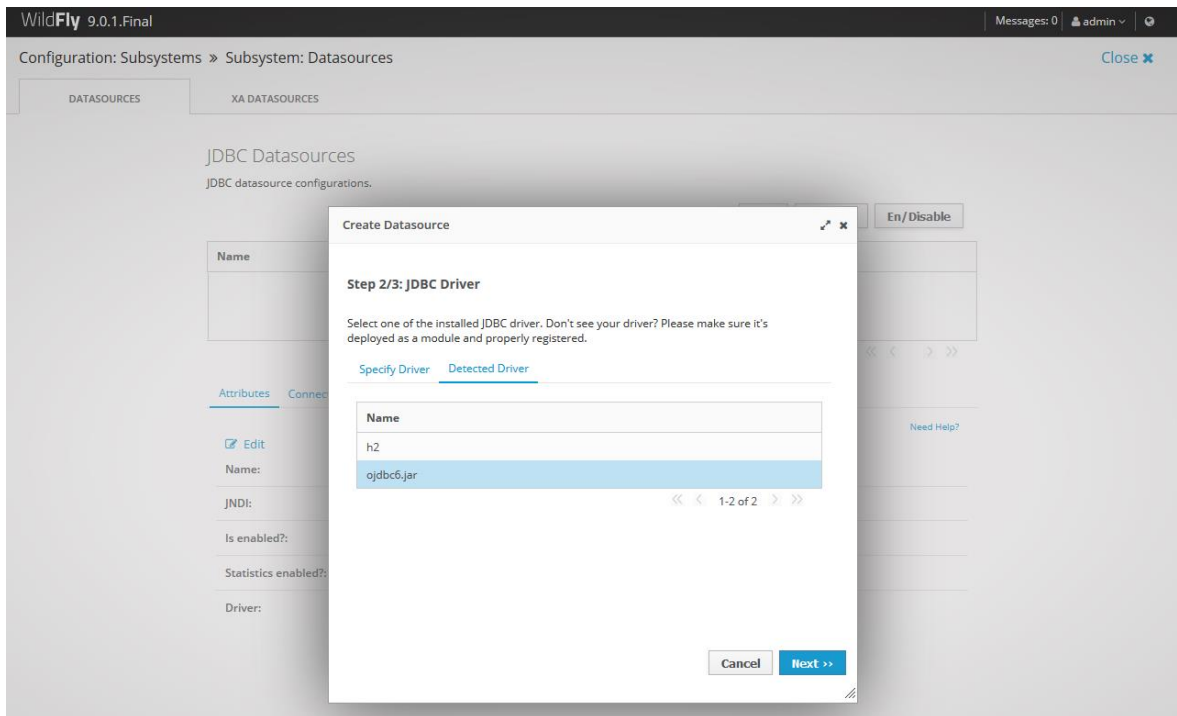 WildFly 9.0.1.Final Messages: 0 admin
Configuration: Subsystems » Subsystem: Datasources Close ✖
DATASOURCES XA DATASOURCES
JDBC Datasources
JDBC datasource configurations.
En/Disable
Name
Attributes Connec
Need Help?
Edit
Name:
JNDI:
Is enabled?:
Statistics enabled?:
Driver:
Create Datasource
Step 2/3: JDBC Driver
Select one of the installed JDBC driver. Don't see your driver? Please make sure it's
deployed as a module and properly registered.
Specify Driver Detected Driver
Name
h2
ojdbc6.jar
1-2 of 2
Cancel Next ››